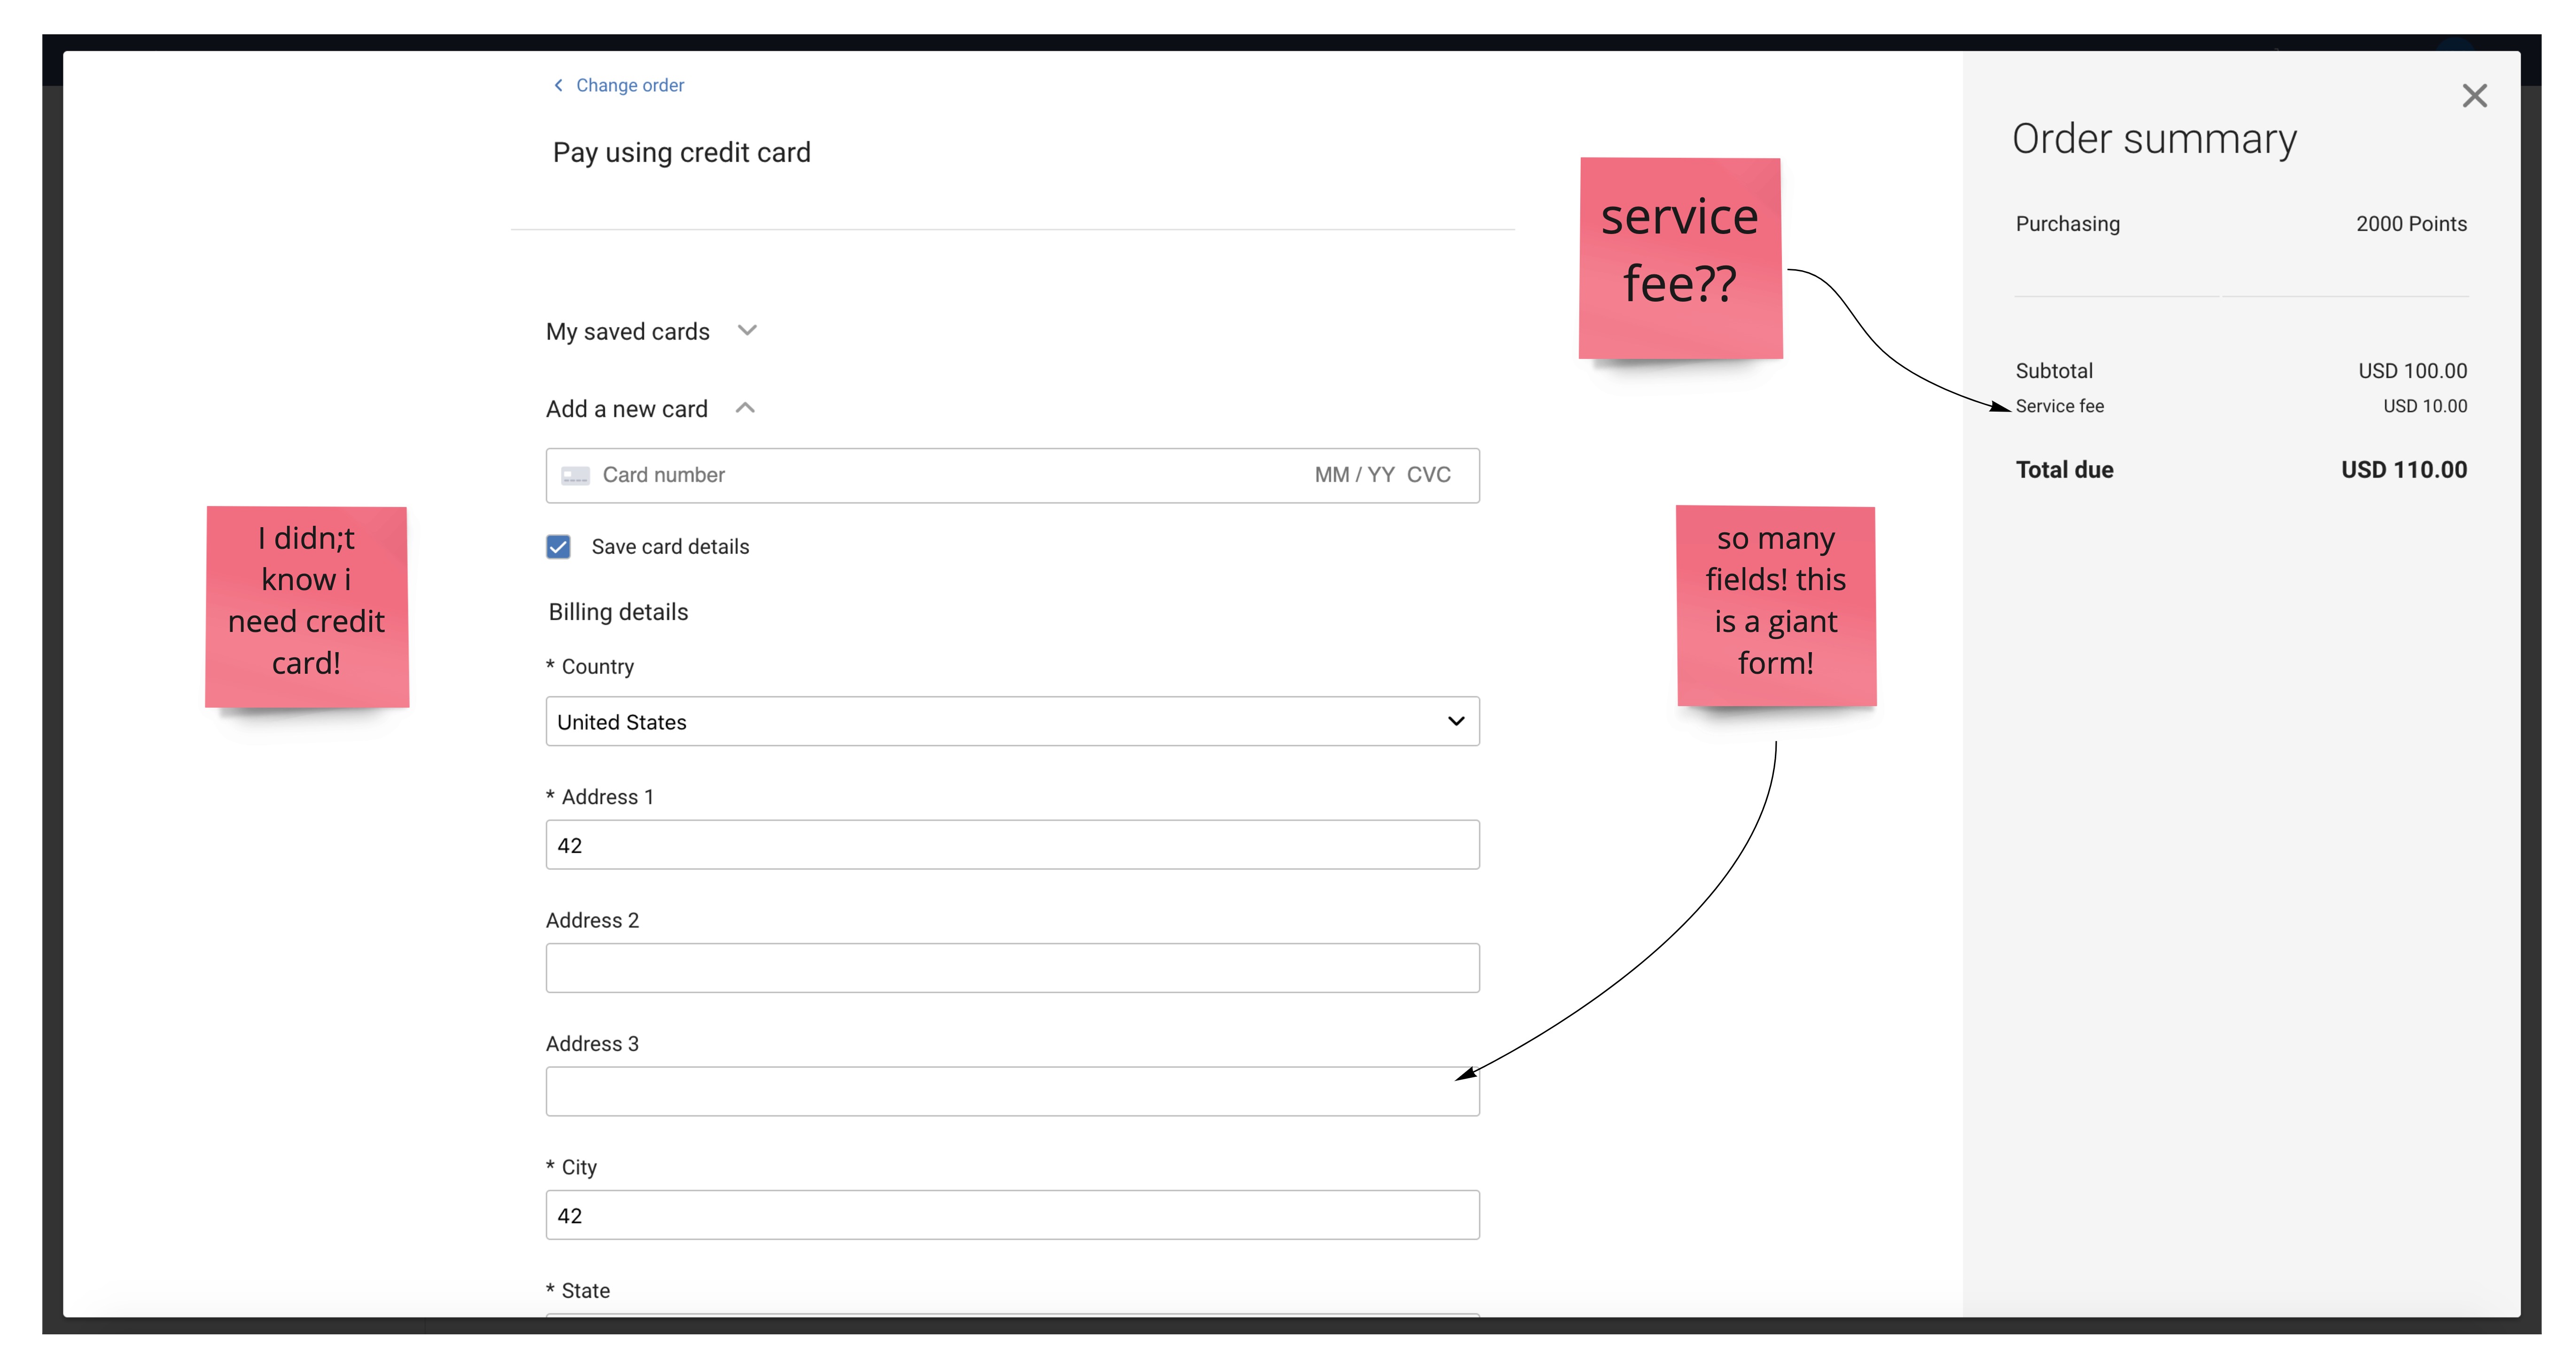 Change order
Pay using credit card
My saved cards
Add a new card
Card number MM / YY CVC
Save card details
Billing details
* Country
United States
* Address 1
42
Address 2
Address 3
* City
42
* State
I didn;t
know i
need credit
card!
service
fee??
so many
fields! this
is a giant
form!
Order summary
Purchasing 2000 Points
Subtotal USD 100.00
Service fee USD 10.00
Total due USD 110.00